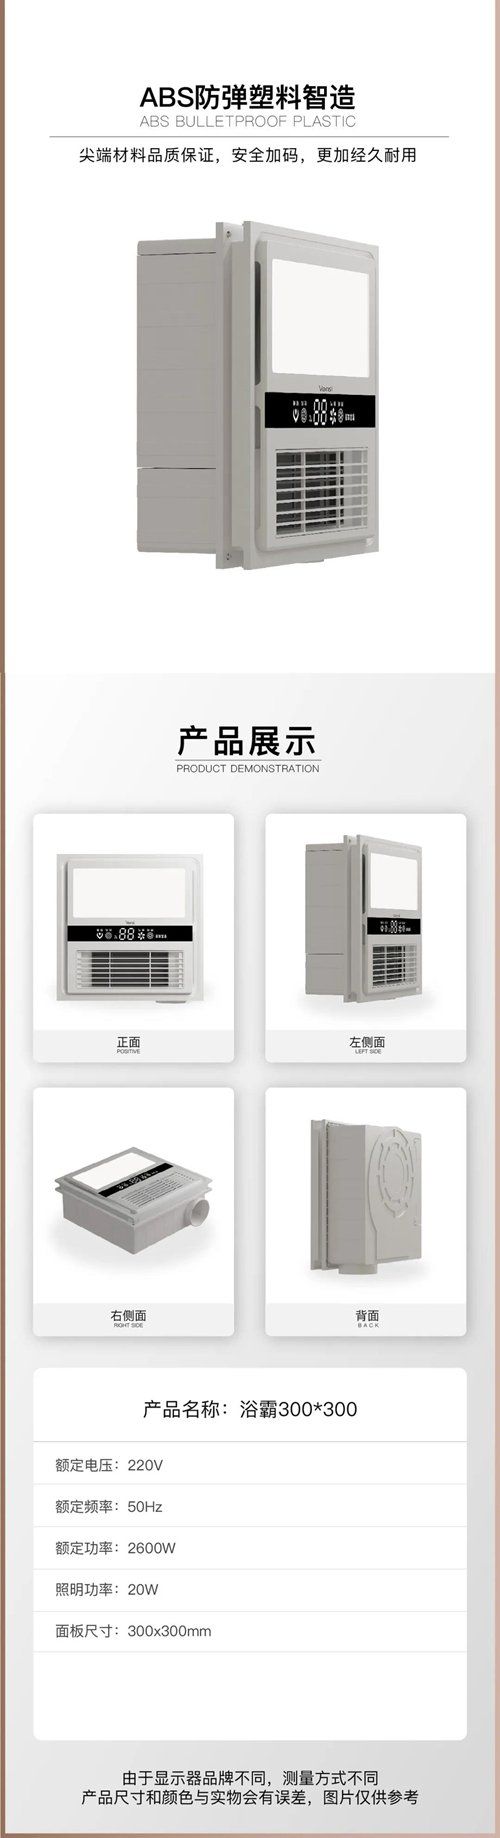 ABS防弹塑料智造
ABS BULLETPROOF PLASTIC
尖端材料品质保证，安全加码，更加经久耐用
Vensi
88
产品展示
PRODUCT DEMONSTRATION
正面
POSITIVE
左侧面
LEFT SIDE
右侧面
RIGHT SIDE
背面
BACK
产品名称：浴霸300*300
额定电压：220V
额定频率：50Hz
额定功率：2600W
照明功率：20W
面板尺寸：300x300mm
由于显示器品牌不同，测量方式不同
产品尺寸和颜色与实物会有误差，图片仅供参考